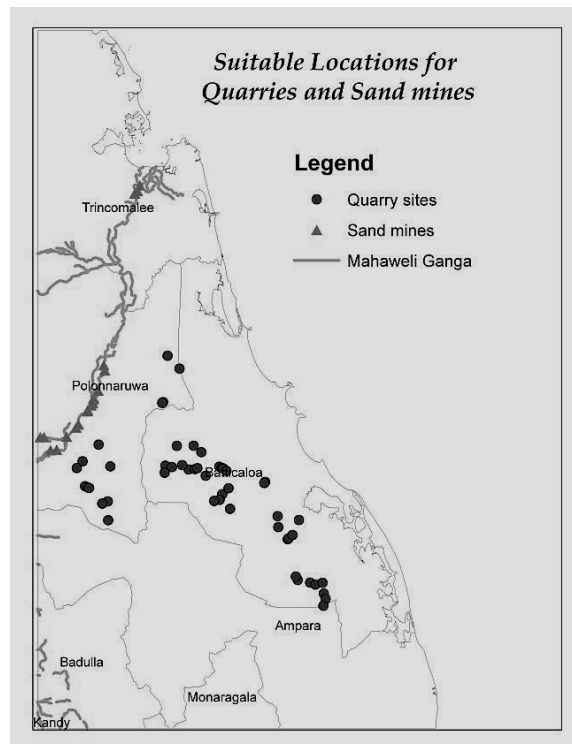 Suitable Locations for
Quarries and Sand mines
Legend
Quarry sites
Sand mines
Mahaweli Ganga
Trincomalee
Polonnaruwa
Batticaloa
Ampara
Badulla
Monaragala
Kandy